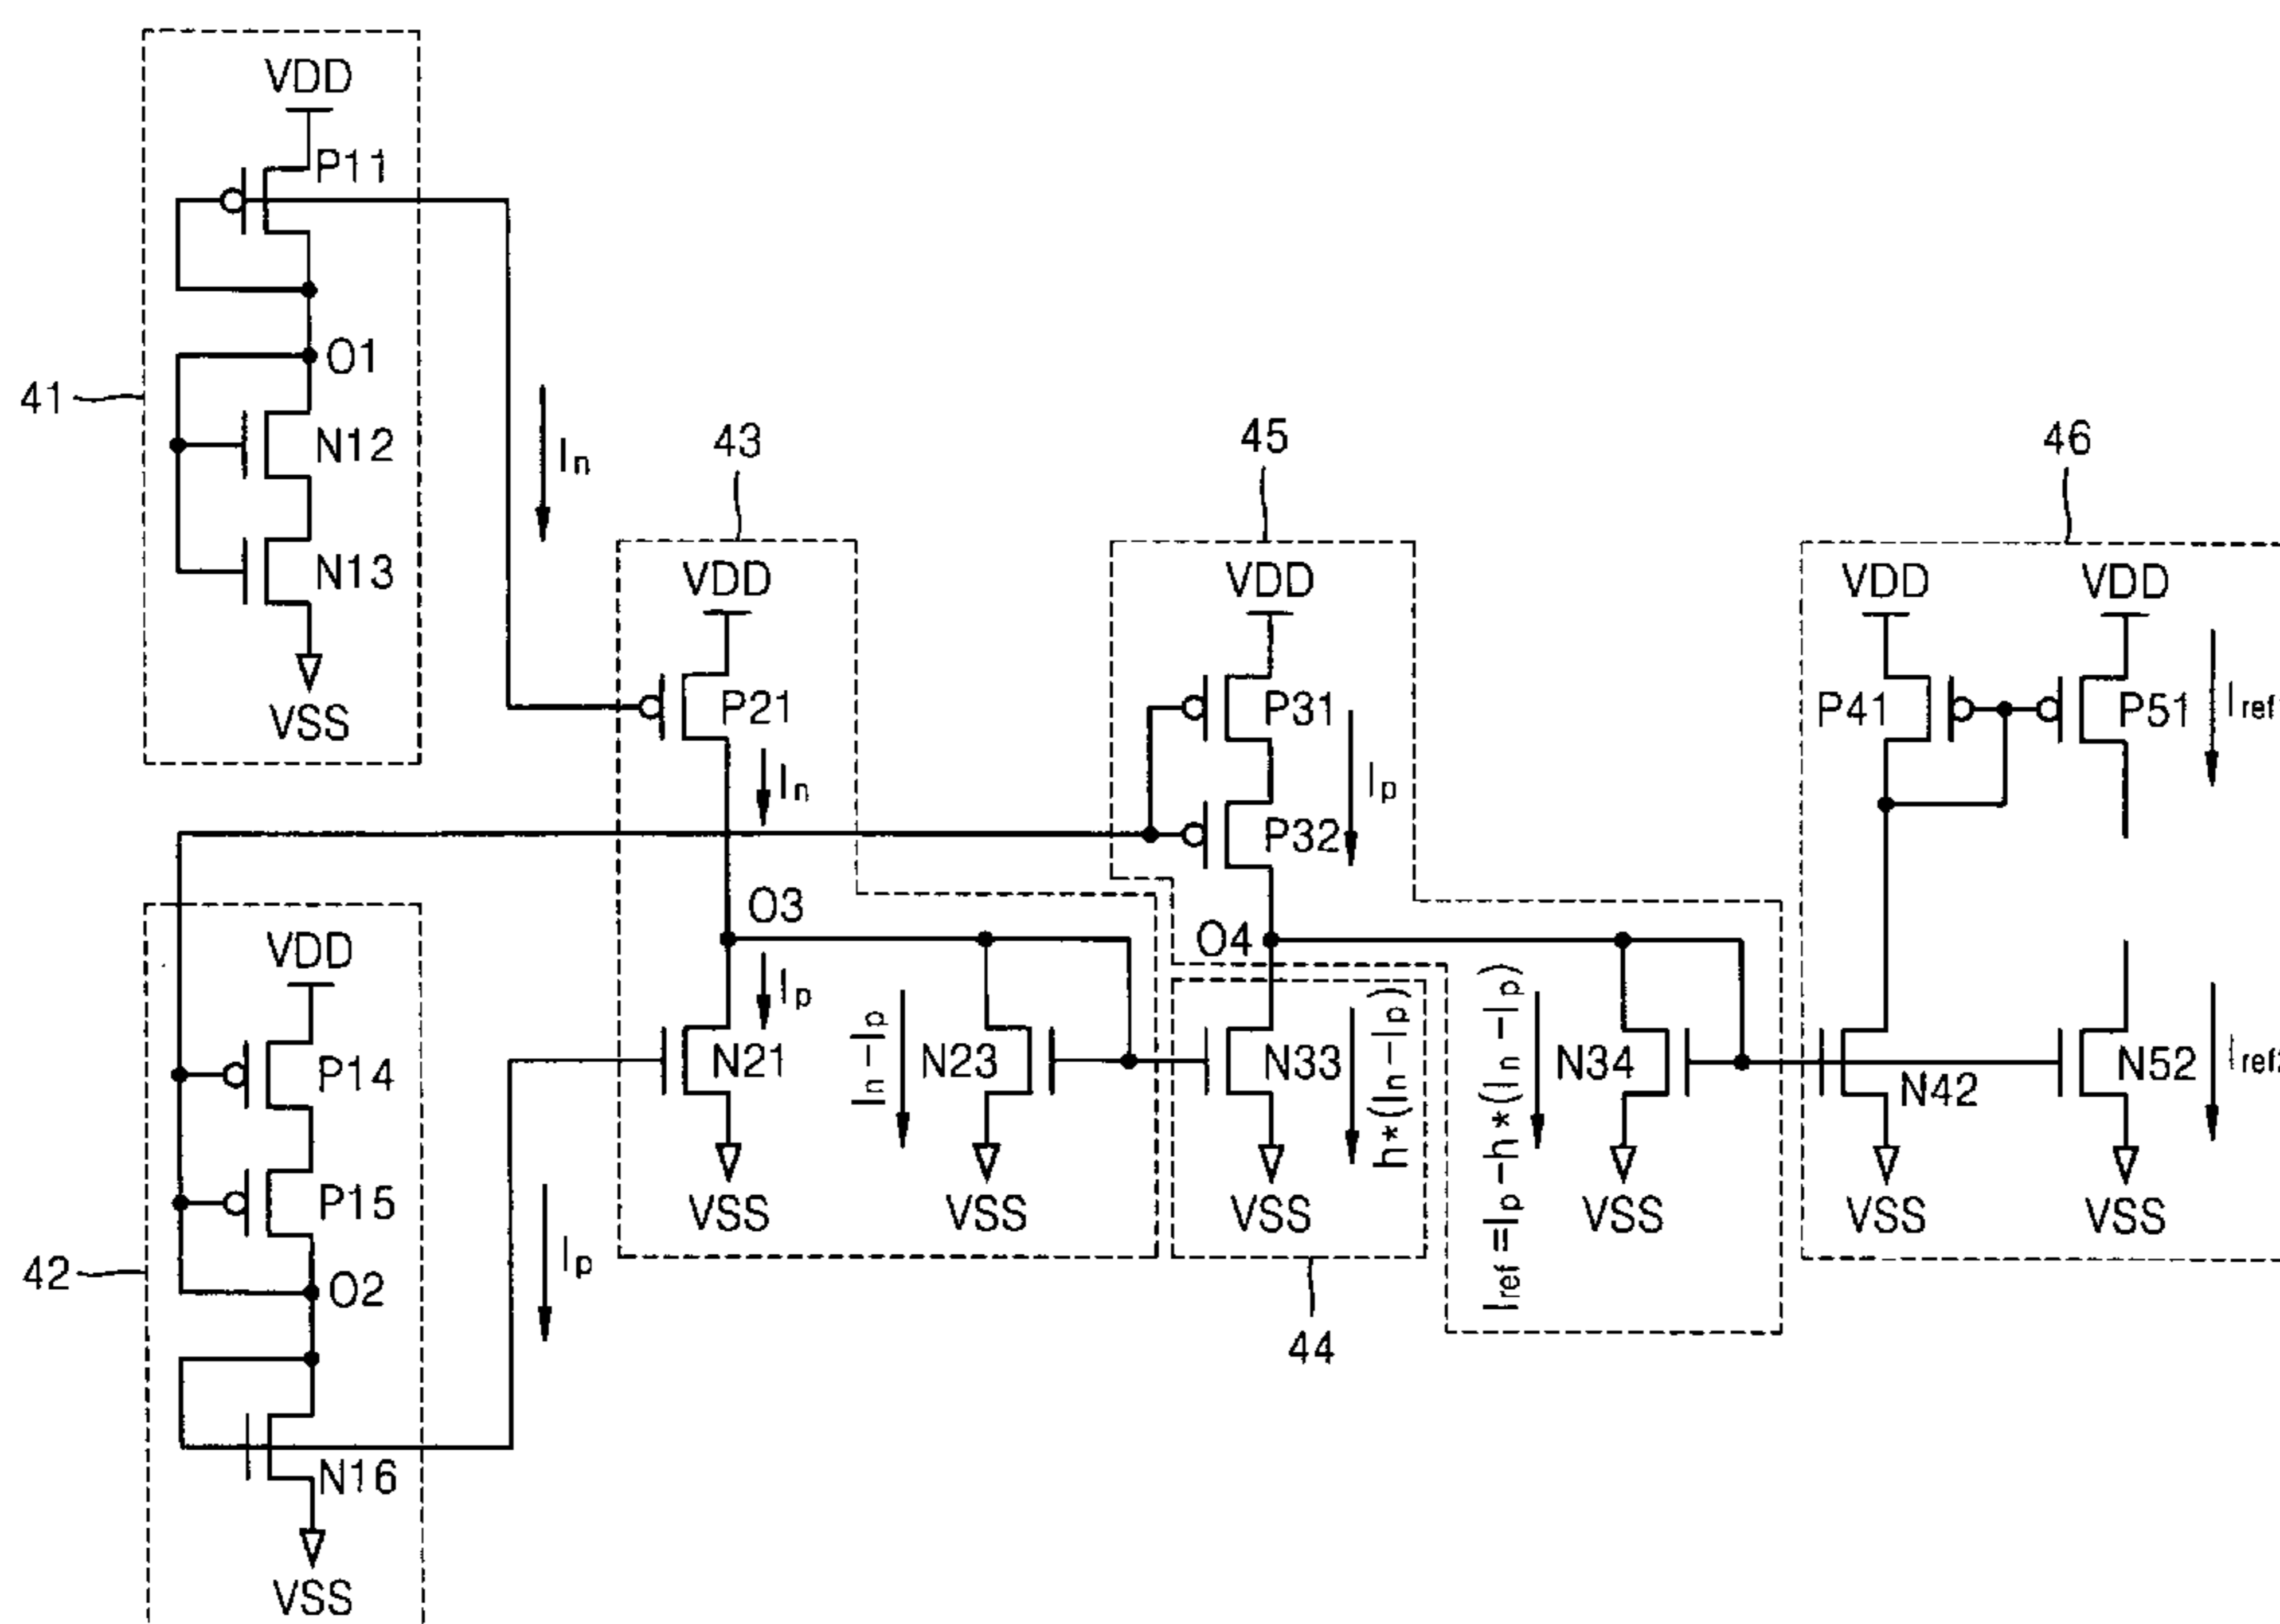 VDD
P11
O1
41
N12
N13
VSS
In
43
VDD
P21
In
O3
Ip
N21
VSS
In-Ip
N23
VSS
45
VDD
P31
P32
Ip
O4
N33
VSS
h*(In-Ip)
44
Iref=Ip-h*(In-Ip)
N34
VSS
46
VDD
VDD
P41
P51
N42
N52
VSS
VSS
VDD
P14
P15
42
O2
N16
VSS
Ip